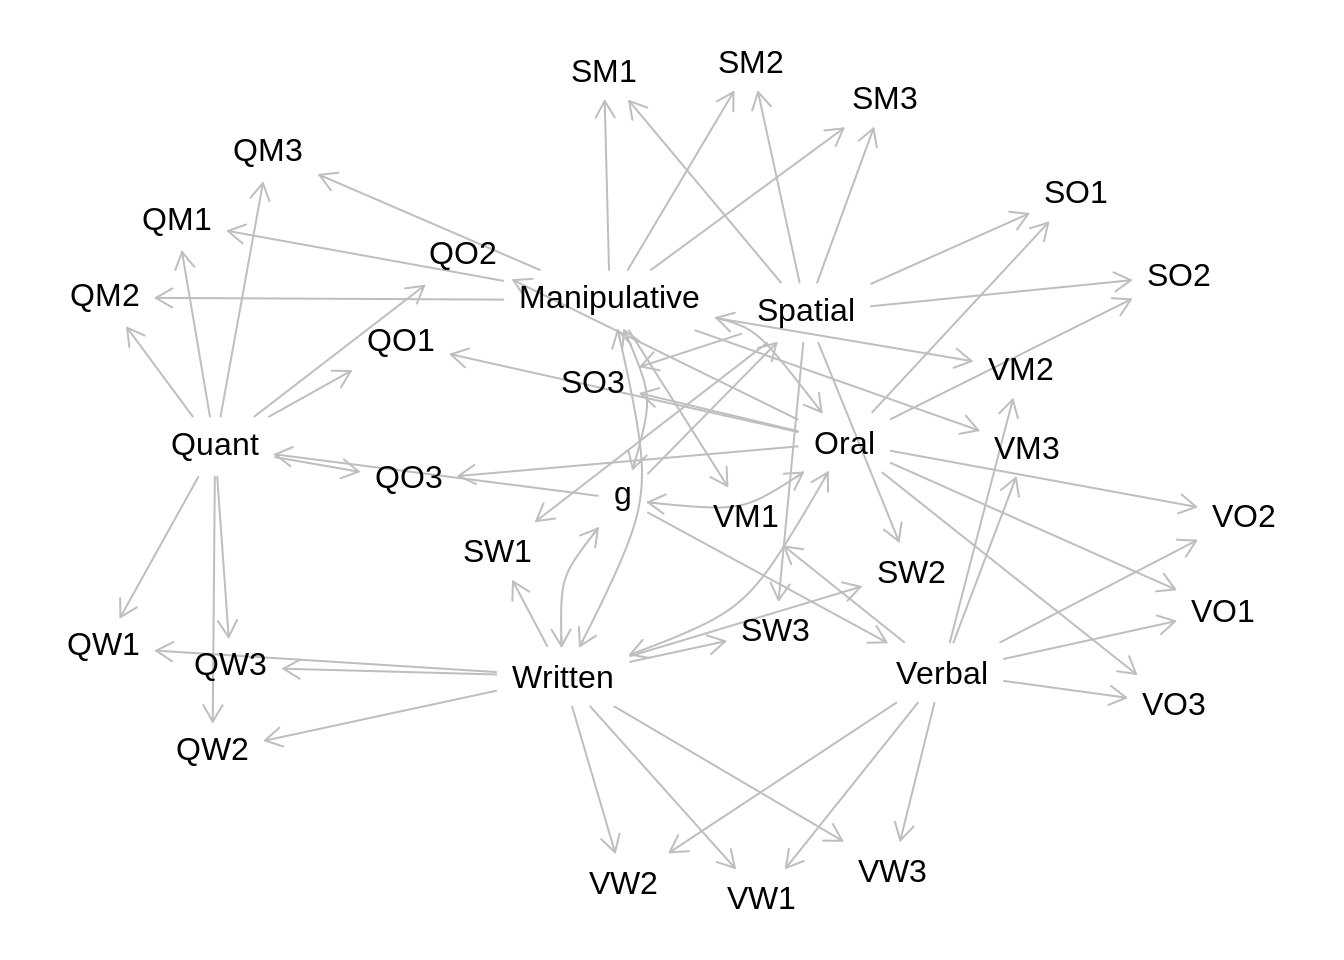 SM2
SM1
SM3
QM3
SO1
QM1
QO2
SO2
QM2
Manipulative
Spatial
QO1
VM2
SO3
Quant
Oral
VM3
QO3
g
VM1
VO2
SW1
SW2
VO1
SW3
QW1
QW3
Written
Verbal
VO3
QW2
VW3
VW2
VW1